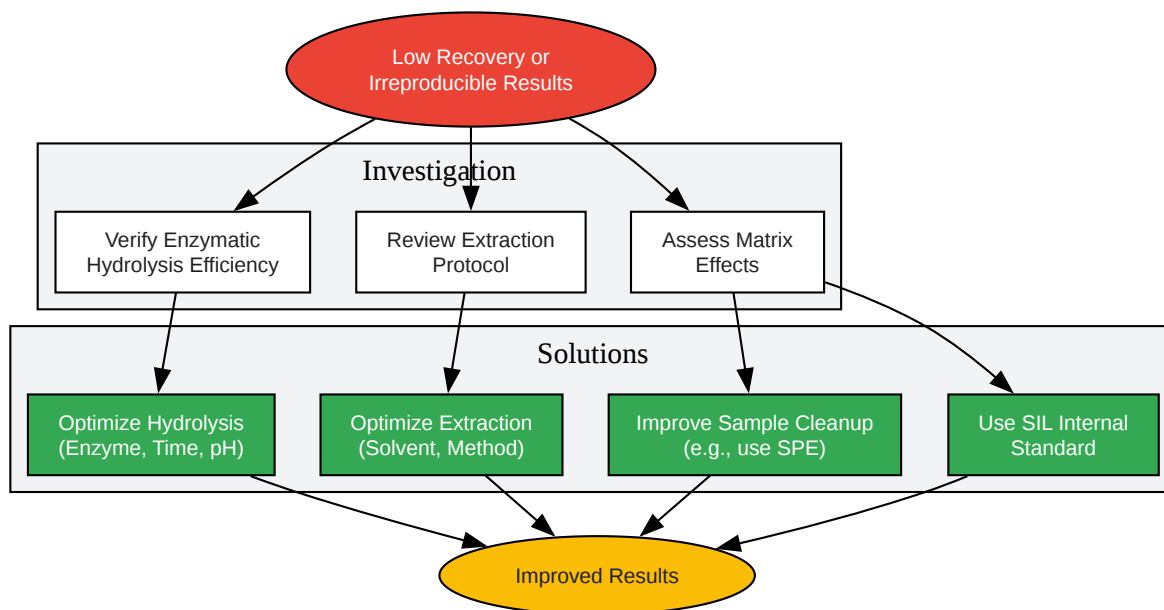 Low Recovery or
Irreproducible Results
Investigation
Verify Enzymatic
Hydrolysis Efficiency
Review Extraction
Protocol
Assess Matrix
Effects
Solutions
Optimize Hydrolysis
(Enzyme, Time, pH)
Optimize Extraction
(Solvent, Method)
Improve Sample Cleanup
(e.g., use SPE)
Use SIL Internal
Standard
Improved Results